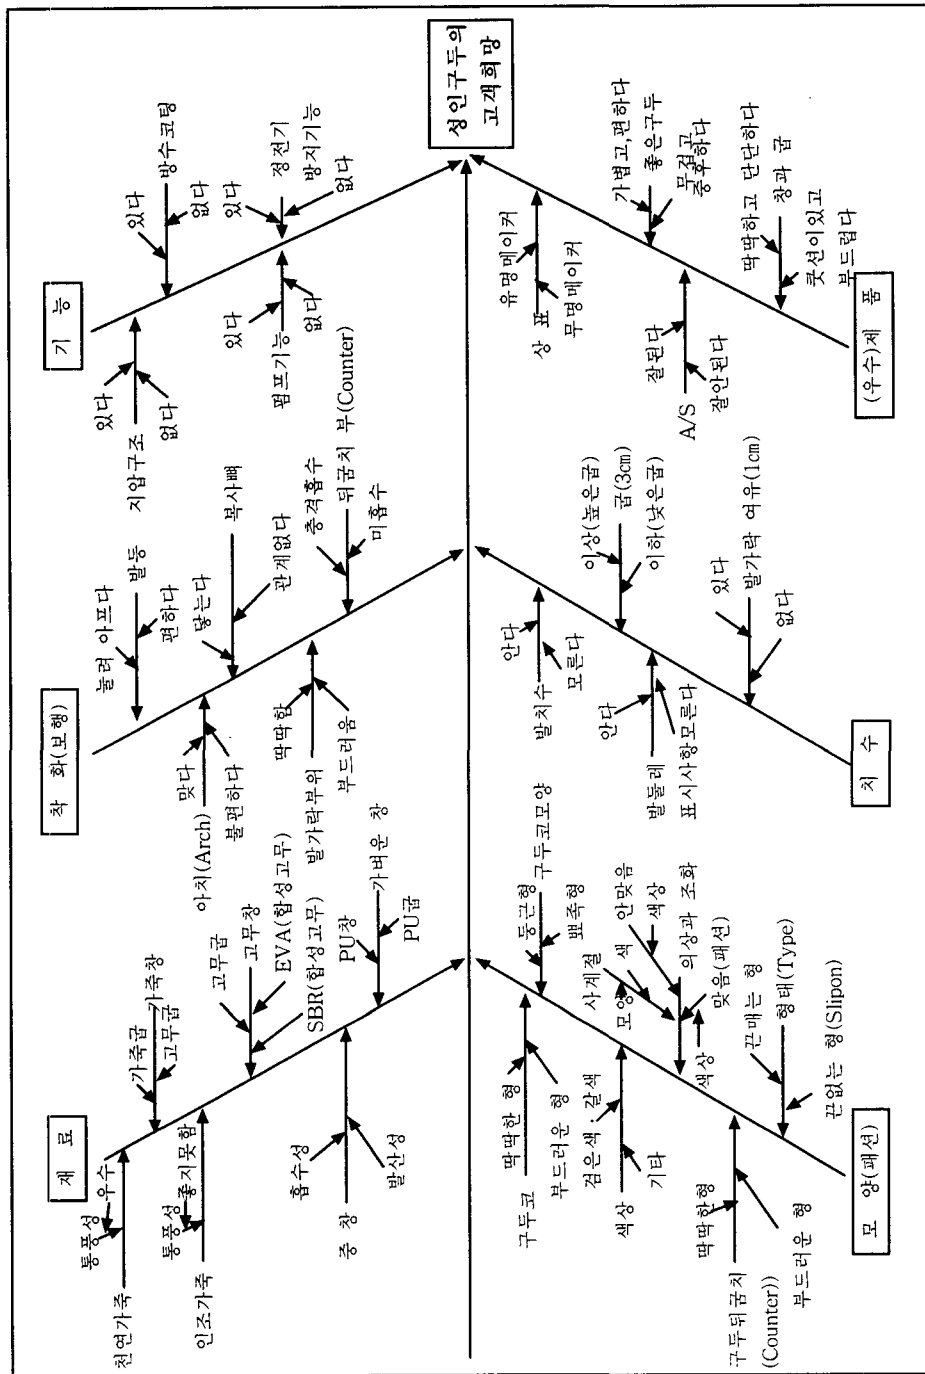 성인구두의
고객희망
재 료
통풍성 우수
천연가죽
가죽굽
가죽창
고무굽
통풍성
좋지못함
인조가죽
고무굽
고무창
EVA(합성고무)
SBR(합성고무)
흡수성
중 창
발산성
PU창
가벼운 창
PU굽
착 화(보행)
눌려 아프다
발등
편하다
맞다
아치(Arch)
불편하다
복사뼈
닿는다
관계없다
딱딱함
발가락부위
부드러움
충격흡수
뒤굼치 부(Counter)
미흡수
기 능
있다
지압구조
없다
있다
방수코팅
없다
있다
펌프기능
없다
있다
정전기
방지기능
없다
모 양(패션)
딱딱한 형
구두코
부드러운 형
둥근형
구두코모양
뾰족형
검은색 : 갈색
색상
기타
사계절
모양
색 안맞음
색상
의상과 조화
맞음(패션)
색상
딱딱한형
구두뒤굼치
(Counter))
부드러운 형
끈매는 형
형태(Type)
끈없는 형(Slipon)
치 수
안다
발치수
모른다
이상(높은굽)
굽(3cm)
이하(낮은굽)
안다
발둘레
표시사항모른다
있다
발가락 여유(1cm)
없다
(우수)제 품
유명메이커
상 표
무명메이커
가볍고,편하다
좋은구두
무겁고
중후하다
잘된다
A/S
잘안된다
딱딱하고 단단하다
창과 굽
쿳션이있고
부드럽다